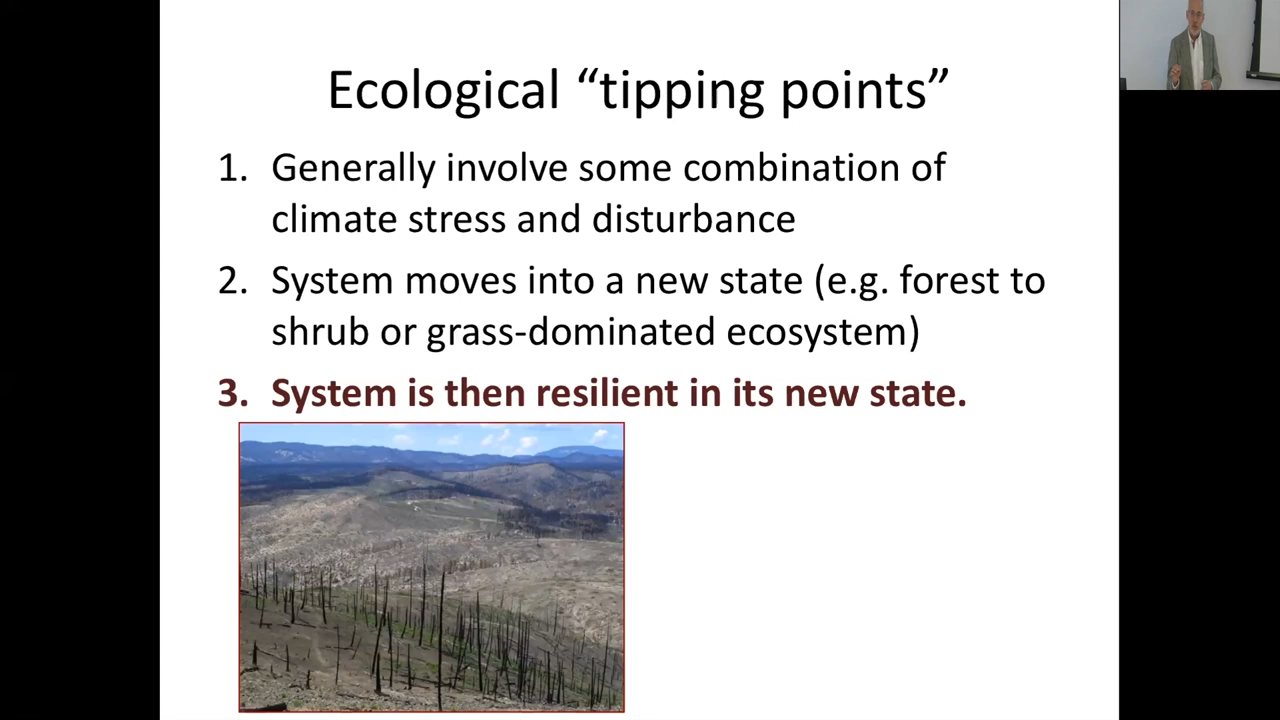 Ecological “tipping points”
1. Generally involve some combination of
climate stress and disturbance
2. System moves into a new state (e.g. forest to
shrub or grass-dominated ecosystem)
3. System is then resilient in its new state.